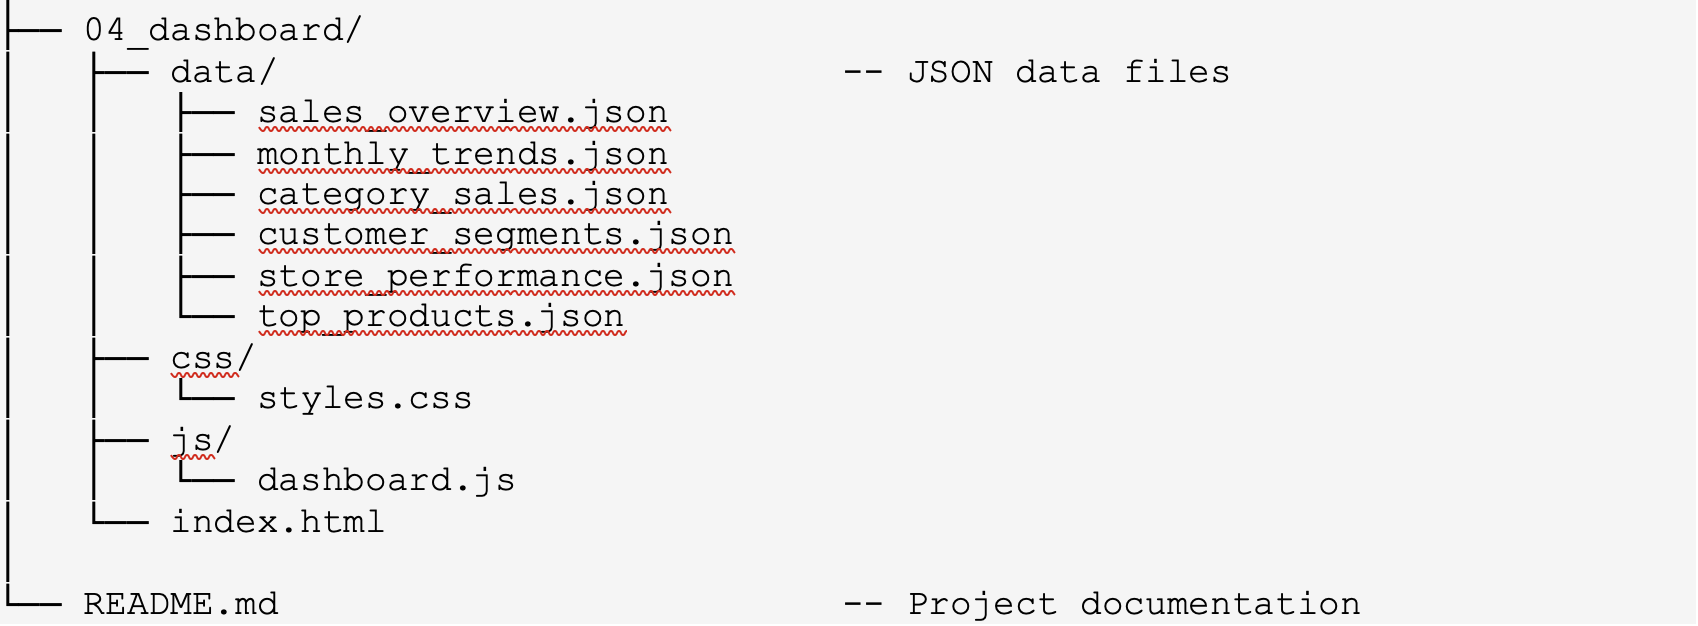 ├── 04_dashboard/
│   ├── data/                          -- JSON data files
│   │   ├── sales_overview.json
│   │   ├── monthly_trends.json
│   │   ├── category_sales.json
│   │   ├── customer_segments.json
│   │   ├── store_performance.json
│   │   └── top_products.json
│   ├── css/
│   │   └── styles.css
│   ├── js/
│   │   └── dashboard.js
│   └── index.html
│
└── README.md                          -- Project documentation